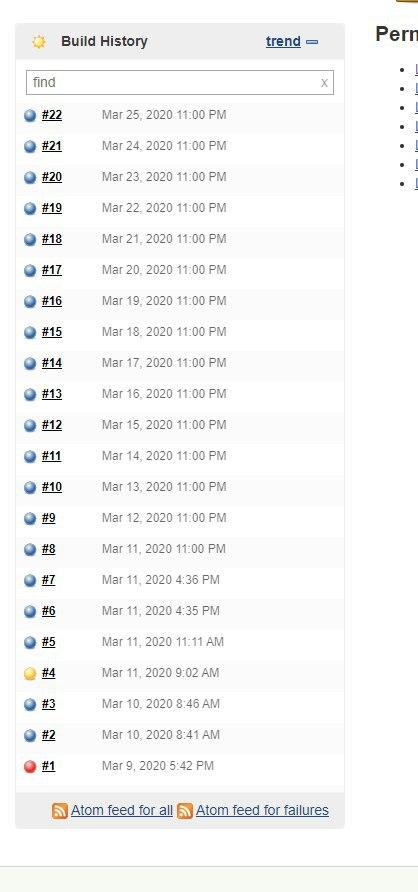 Build History trend
Perm
find x
#22 Mar 25, 2020 11:00 PM
#21 Mar 24, 2020 11:00 PM
#20 Mar 23, 2020 11:00 PM
#19 Mar 22, 2020 11:00 PM
#18 Mar 21, 2020 11:00 PM
#17 Mar 20, 2020 11:00 PM
#16 Mar 19, 2020 11:00 PM
#15 Mar 18, 2020 11:00 PM
#14 Mar 17, 2020 11:00 PM
#13 Mar 16, 2020 11:00 PM
#12 Mar 15, 2020 11:00 PM
#11 Mar 14, 2020 11:00 PM
#10 Mar 13, 2020 11:00 PM
#9 Mar 12, 2020 11:00 PM
#8 Mar 11, 2020 11:00 PM
#7 Mar 11, 2020 4:36 PM
#6 Mar 11, 2020 4:35 PM
#5 Mar 11, 2020 11:11 AM
#4 Mar 11, 2020 9:02 AM
#3 Mar 10, 2020 8:46 AM
#2 Mar 10, 2020 8:41 AM
#1 Mar 9, 2020 5:42 PM
Atom feed for all Atom feed for failures